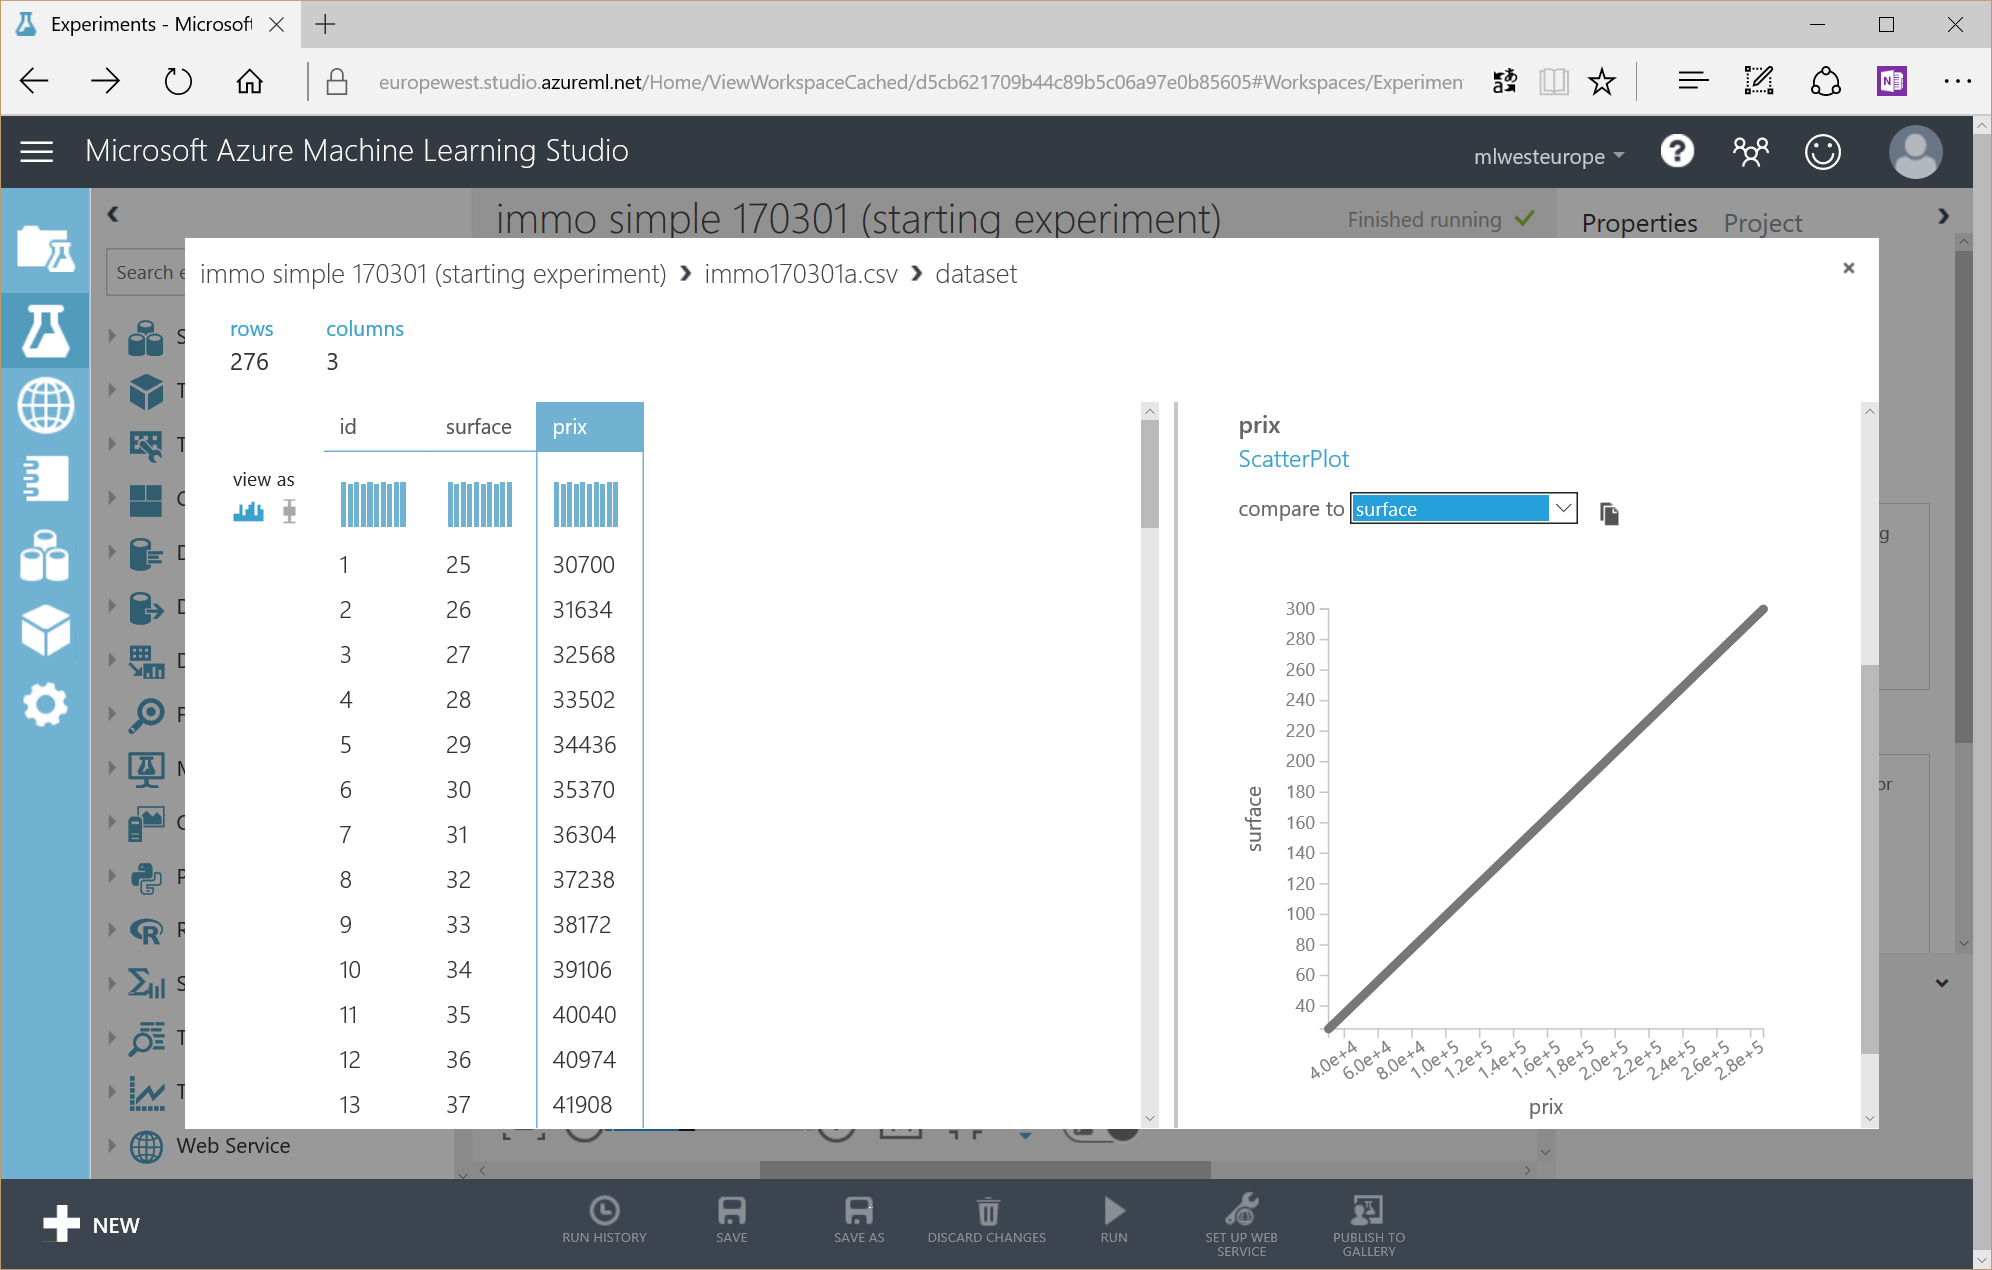 Experiments - Microsoft
europewest.studio.azureml.net/Home/ViewWorkspaceCached/d5cb621709b44c89b5c06a97e0b85605#Workspaces/Experimen
Microsoft Azure Machine Learning Studio
mlwesteurope
immo simple 170301 (starting experiment)
Finished running
Properties Project
Search e
immo simple 170301 (starting experiment) > immo170301a.csv > dataset
rows columns
276 3
id surface prix
view as
1 25 30700
2 26 31634
3 27 32568
4 28 33502
5 29 34436
6 30 35370
7 31 36304
8 32 37238
9 33 38172
10 34 39106
11 35 40040
12 36 40974
13 37 41908
prix
ScatterPlot
compare to surface
300
280
260
240
220
200
180
160
140
120
100
80
60
40
surface
4.0e+4 6.0e+4 8.0e+4 1.0e+5 1.2e+5 1.4e+5 1.6e+5 1.8e+5 2.0e+5 2.2e+5 2.4e+5 2.6e+5 2.8e+5
prix
g
or
Web Service
NEW
RUN HISTORY
SAVE
SAVE AS
DISCARD CHANGES
RUN
SET UP WEB
SERVICE
PUBLISH TO
GALLERY